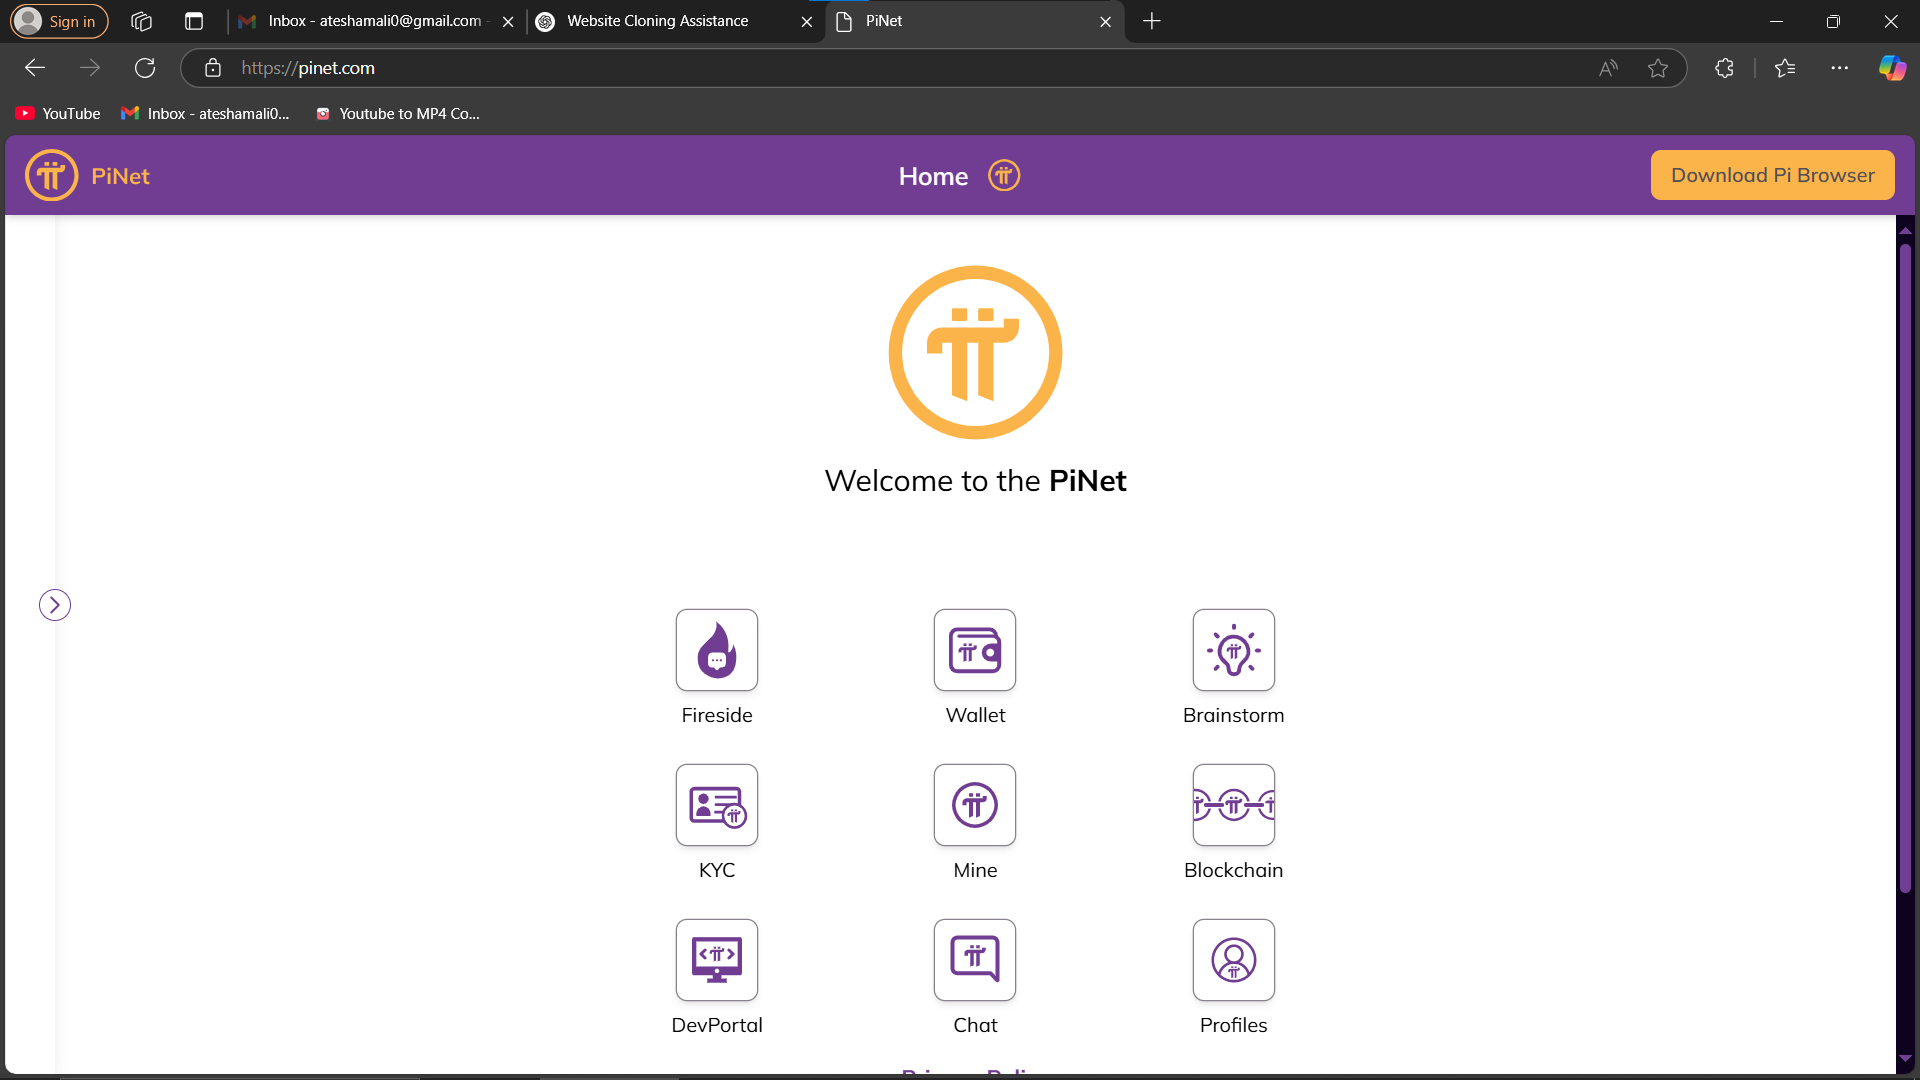 Sign in
Inbox - ateshamali0@gmail.com -
Website Cloning Assistance
PiNet
https://pinet.com
YouTube
Inbox - ateshamali0...
Youtube to MP4 Co...
PiNet
Home
Download Pi Browser
Welcome to the PiNet
Fireside
Wallet
Brainstorm
KYC
Mine
Blockchain
DevPortal
Chat
Profiles